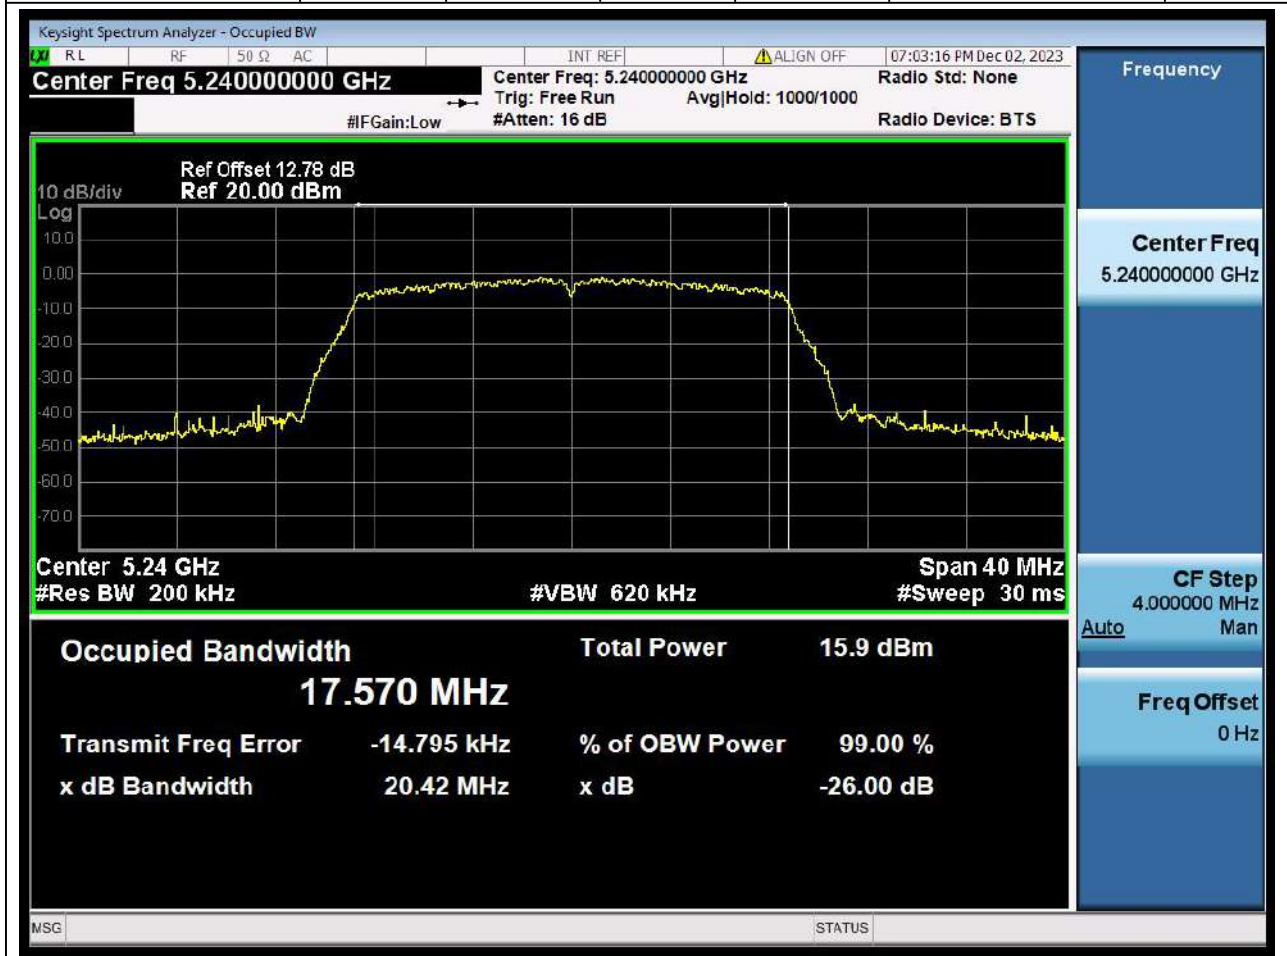 Keysight Spectrum Analyzer - Occupied BW
LXI RL RF 50 Ω AC INT REF ALIGN OFF 07:03:16 PM Dec 02, 2023
Center Freq 5.240000000 GHz
Center Freq: 5.240000000 GHz
Radio Std: None
Trig: Free Run Avg|Hold: 1000/1000
#IFGain:Low #Atten: 16 dB Radio Device: BTS
Ref Offset 12.78 dB
10 dB/div Ref 20.00 dBm
Log
10.0
0.00
-10.0
-20.0
-30.0
-40.0
-50.0
-60.0
-70.0
Center 5.24 GHz Span 40 MHz
#Res BW 200 kHz #VBW 620 kHz #Sweep 30 ms
Occupied Bandwidth Total Power 15.9 dBm
17.570 MHz
Transmit Freq Error -14.795 kHz % of OBW Power 99.00 %
x dB Bandwidth 20.42 MHz x dB -26.00 dB
MSG STATUS
Frequency
Center Freq
5.240000000 GHz
CF Step
4.000000 MHz
Auto Man
Freq Offset
0 Hz